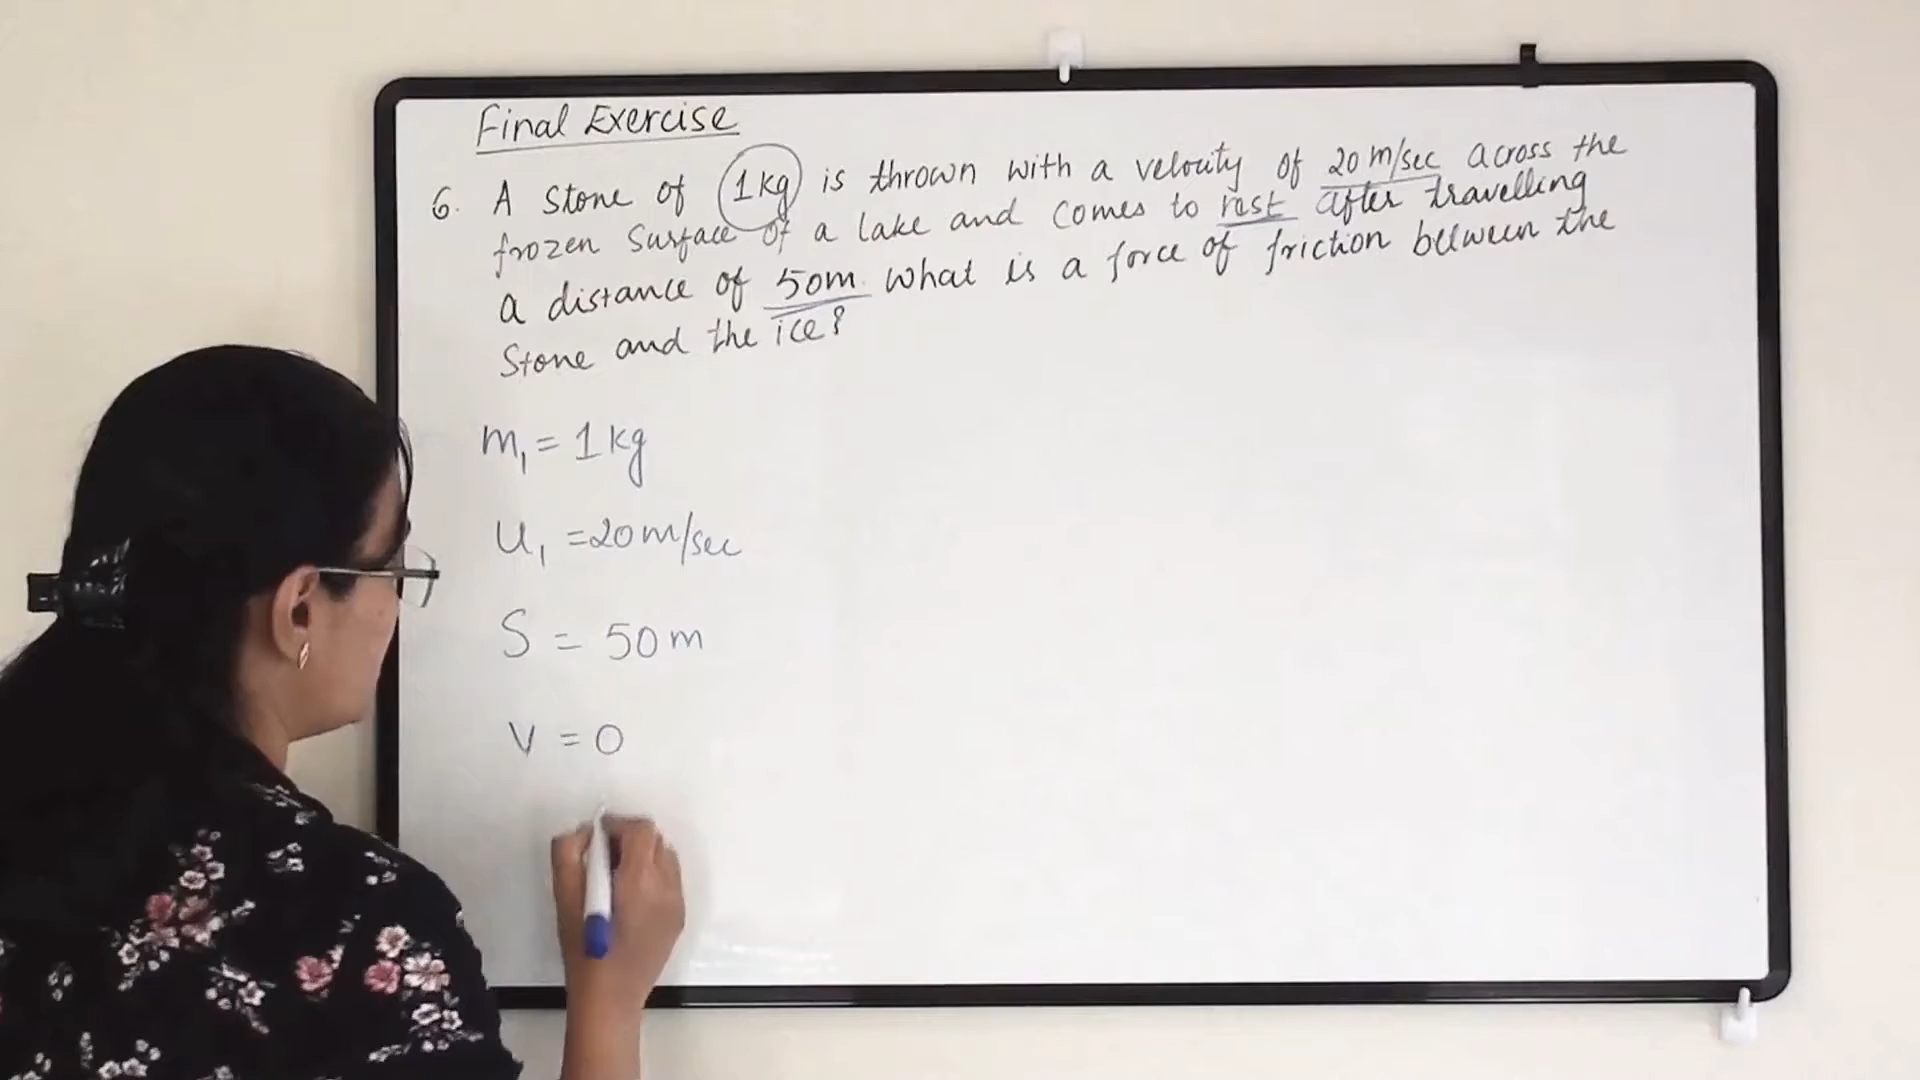 Final Exercise
6. A Stone of 1kg is thrown with a velocity of 20 m/sec across the
frozen Surface of a lake and comes to rest after travelling
a distance of 50m. What is a force of friction between the
Stone and the ice?
m₁ = 1 kg
u₁ = 20 m/sec
S = 50 m
v = 0